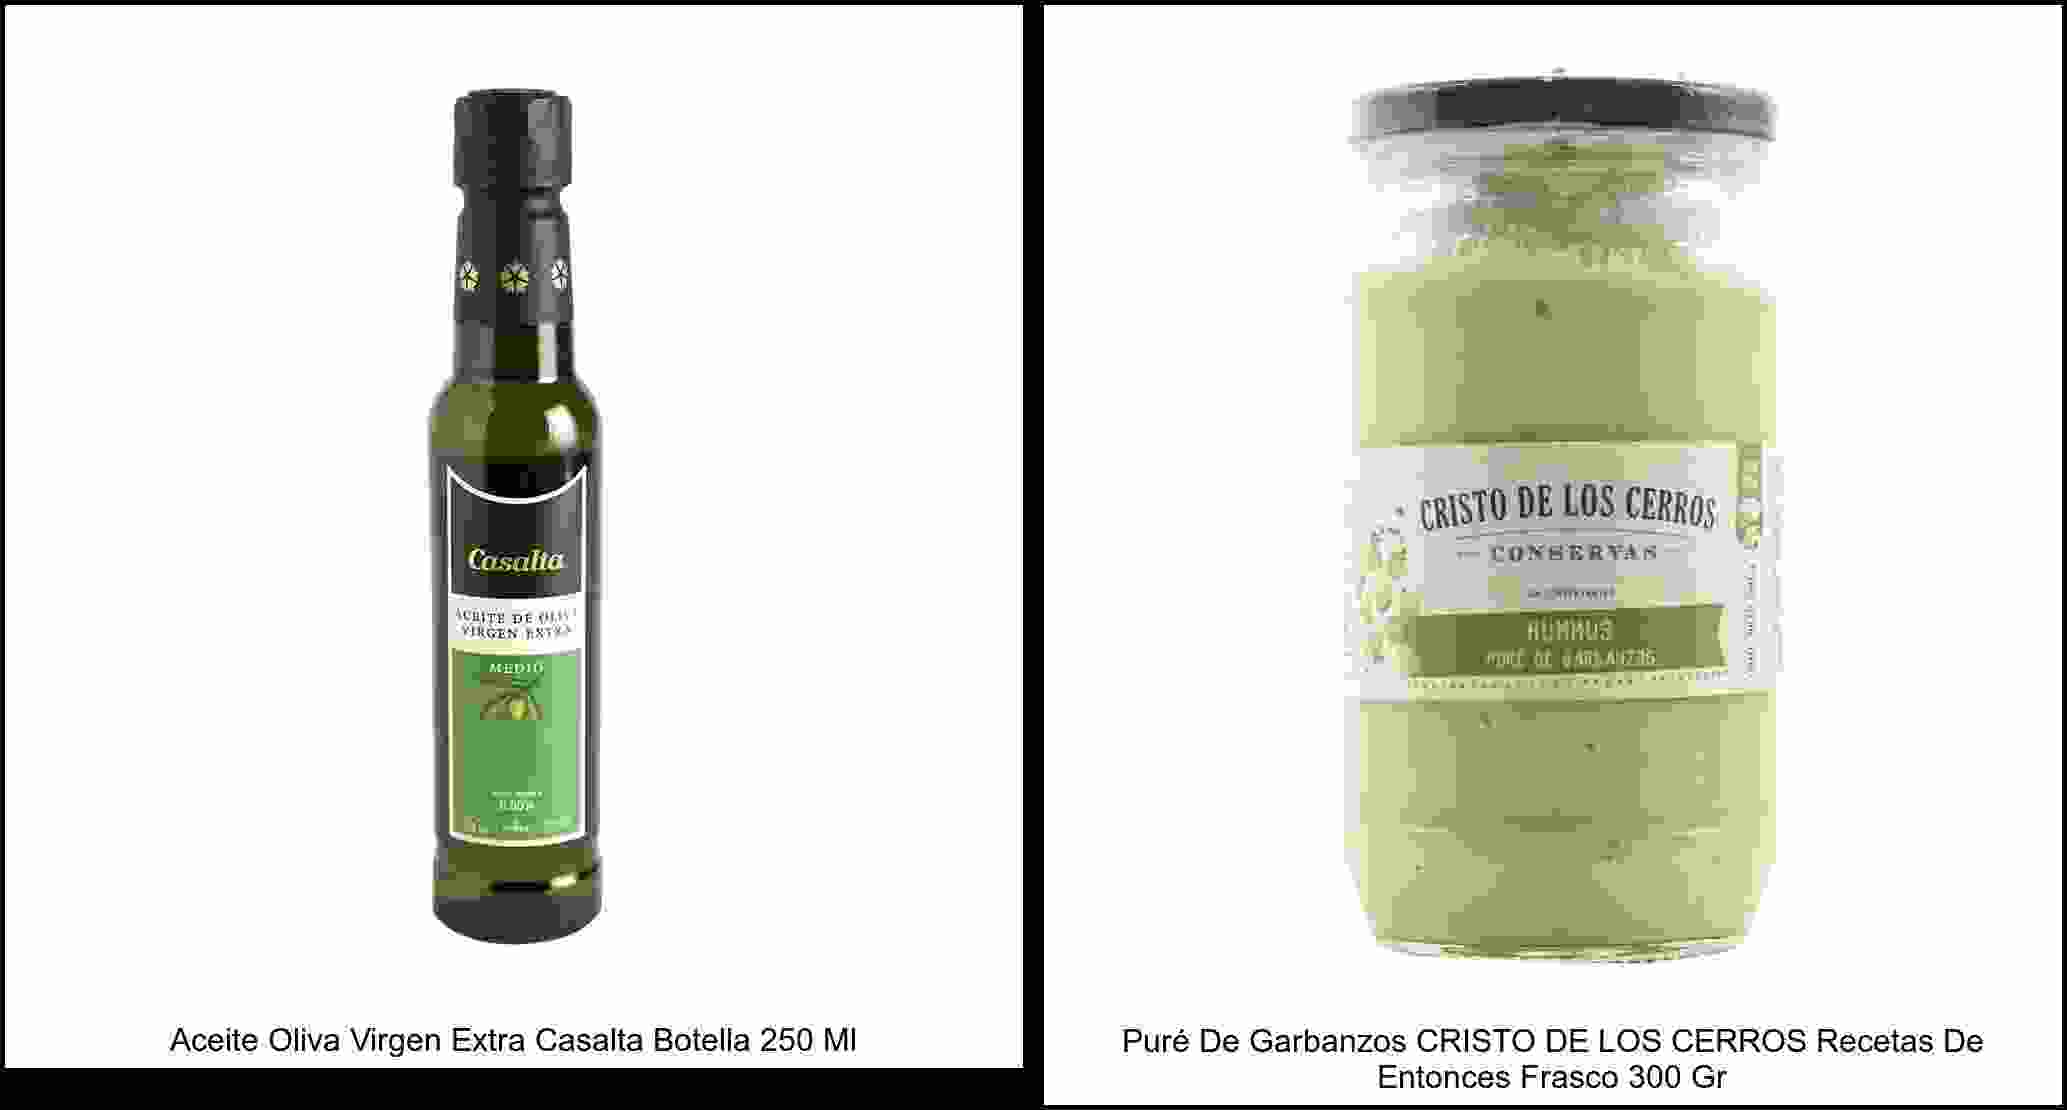 Casalta
ACEITE DE OLIVA
VIRGEN EXTRA
MEDIO
Aceite Oliva Virgen Extra Casalta Botella 250 Ml
CRISTO DE LOS CERROS
CONSERVAS
HUMMUS
PURÉ DE GARBANZOS
Puré De Garbanzos CRISTO DE LOS CERROS Recetas De
Entonces Frasco 300 Gr